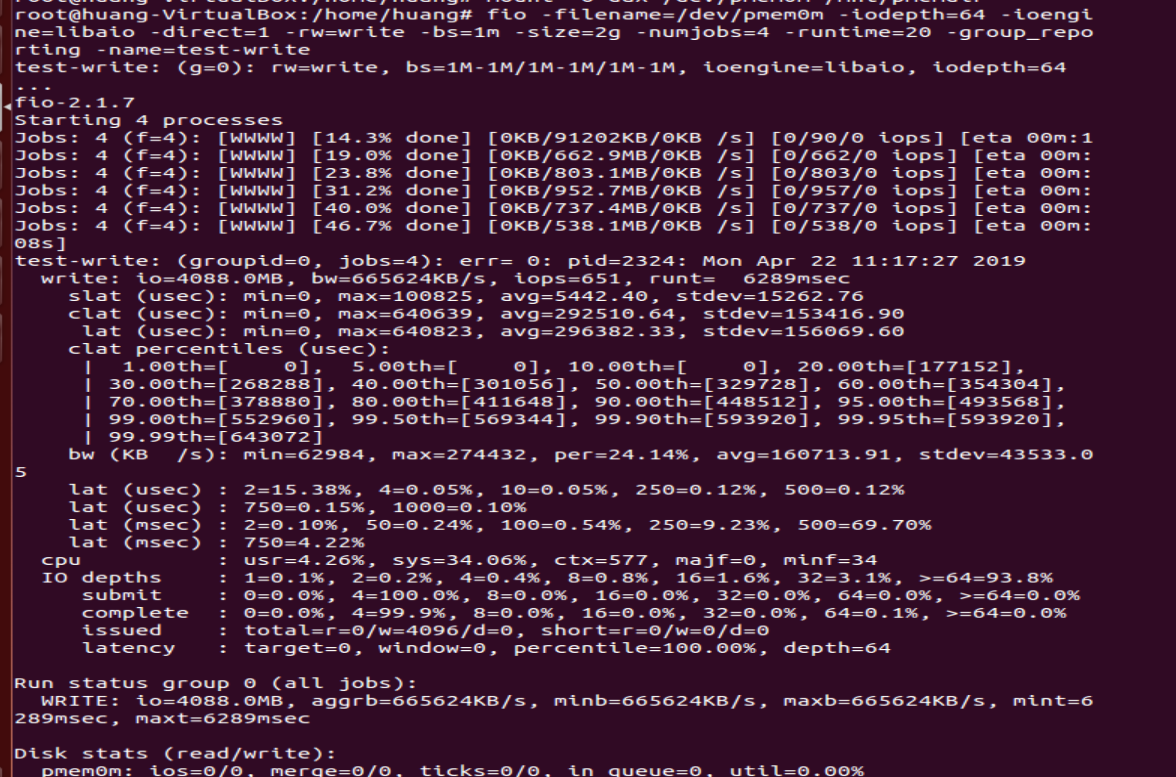 root@huang-VirtualBox:/home/huang# fio -filename=/dev/pmem0m -iodepth=64 -ioengi
ne=libaio -direct=1 -rw=write -bs=1m -size=2g -numjobs=4 -runtime=20 -group_repo
rting -name=test-write
test-write: (g=0): rw=write, bs=1M-1M/1M-1M/1M-1M, ioengine=libaio, iodepth=64
...
fio-2.1.7
Starting 4 processes
Jobs: 4 (f=4): [WWWW] [14.3% done] [0KB/91202KB/0KB /s] [0/90/0 iops] [eta 00m:1
Jobs: 4 (f=4): [WWWW] [19.0% done] [0KB/662.9MB/0KB /s] [0/662/0 iops] [eta 00m:
Jobs: 4 (f=4): [WWWW] [23.8% done] [0KB/803.1MB/0KB /s] [0/803/0 iops] [eta 00m:
Jobs: 4 (f=4): [WWWW] [31.2% done] [0KB/952.7MB/0KB /s] [0/957/0 iops] [eta 00m:
Jobs: 4 (f=4): [WWWW] [40.0% done] [0KB/737.4MB/0KB /s] [0/737/0 iops] [eta 00m:
Jobs: 4 (f=4): [WWWW] [46.7% done] [0KB/538.1MB/0KB /s] [0/538/0 iops] [eta 00m:
08s]
test-write: (groupid=0, jobs=4): err= 0: pid=2324: Mon Apr 22 11:17:27 2019
  write: io=4088.0MB, bw=665624KB/s, iops=651, runt=  6289msec
    slat (usec): min=0, max=100825, avg=5442.40, stdev=15262.76
    clat (usec): min=0, max=640639, avg=292510.64, stdev=153416.90
     lat (usec): min=0, max=640823, avg=296382.33, stdev=156069.60
    clat percentiles (usec):
     |  1.00th=[    0],  5.00th=[    0], 10.00th=[    0], 20.00th=[177152],
     | 30.00th=[268288], 40.00th=[301056], 50.00th=[329728], 60.00th=[354304],
     | 70.00th=[378880], 80.00th=[411648], 90.00th=[448512], 95.00th=[493568],
     | 99.00th=[552960], 99.50th=[569344], 99.90th=[593920], 99.95th=[593920],
     | 99.99th=[643072]
    bw (KB  /s): min=62984, max=274432, per=24.14%, avg=160713.91, stdev=43533.0
5
    lat (usec) : 2=15.38%, 4=0.05%, 10=0.05%, 250=0.12%, 500=0.12%
    lat (usec) : 750=0.15%, 1000=0.10%
    lat (msec) : 2=0.10%, 50=0.24%, 100=0.54%, 250=9.23%, 500=69.70%
    lat (msec) : 750=4.22%
  cpu          : usr=4.26%, sys=34.06%, ctx=577, majf=0, minf=34
  IO depths    : 1=0.1%, 2=0.2%, 4=0.4%, 8=0.8%, 16=1.6%, 32=3.1%, >=64=93.8%
     submit    : 0=0.0%, 4=100.0%, 8=0.0%, 16=0.0%, 32=0.0%, 64=0.0%, >=64=0.0%
     complete  : 0=0.0%, 4=99.9%, 8=0.0%, 16=0.0%, 32=0.0%, 64=0.1%, >=64=0.0%
     issued    : total=r=0/w=4096/d=0, short=r=0/w=0/d=0
     latency   : target=0, window=0, percentile=100.00%, depth=64
Run status group 0 (all jobs):
  WRITE: io=4088.0MB, aggrb=665624KB/s, minb=665624KB/s, maxb=665624KB/s, mint=6
289msec, maxt=6289msec
Disk stats (read/write):
  pmem0m: ios=0/0, merge=0/0, ticks=0/0, in_queue=0, util=0.00%